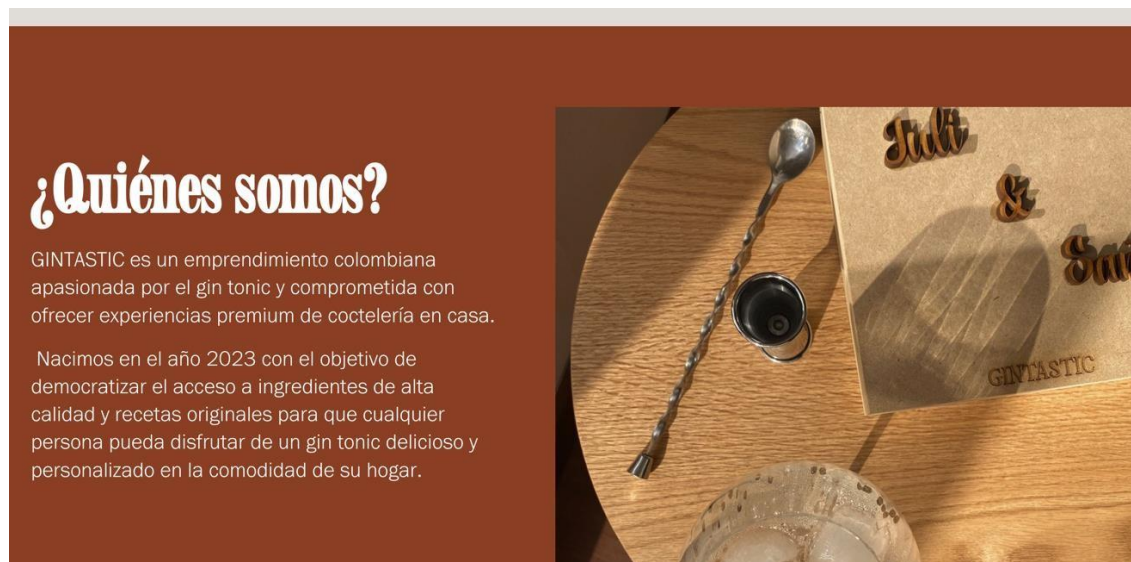 ¿Quiénes somos?
GINTASTIC es un emprendimiento colombiana
apasionada por el gin tonic y comprometida con
ofrecer experiencias premium de coctelería en casa.
Nacimos en el año 2023 con el objetivo de
democratizar el acceso a ingredientes de alta
calidad y recetas originales para que cualquier
persona pueda disfrutar de un gin tonic delicioso y
personalizado en la comodidad de su hogar.
Juli
&
GINTASTIC